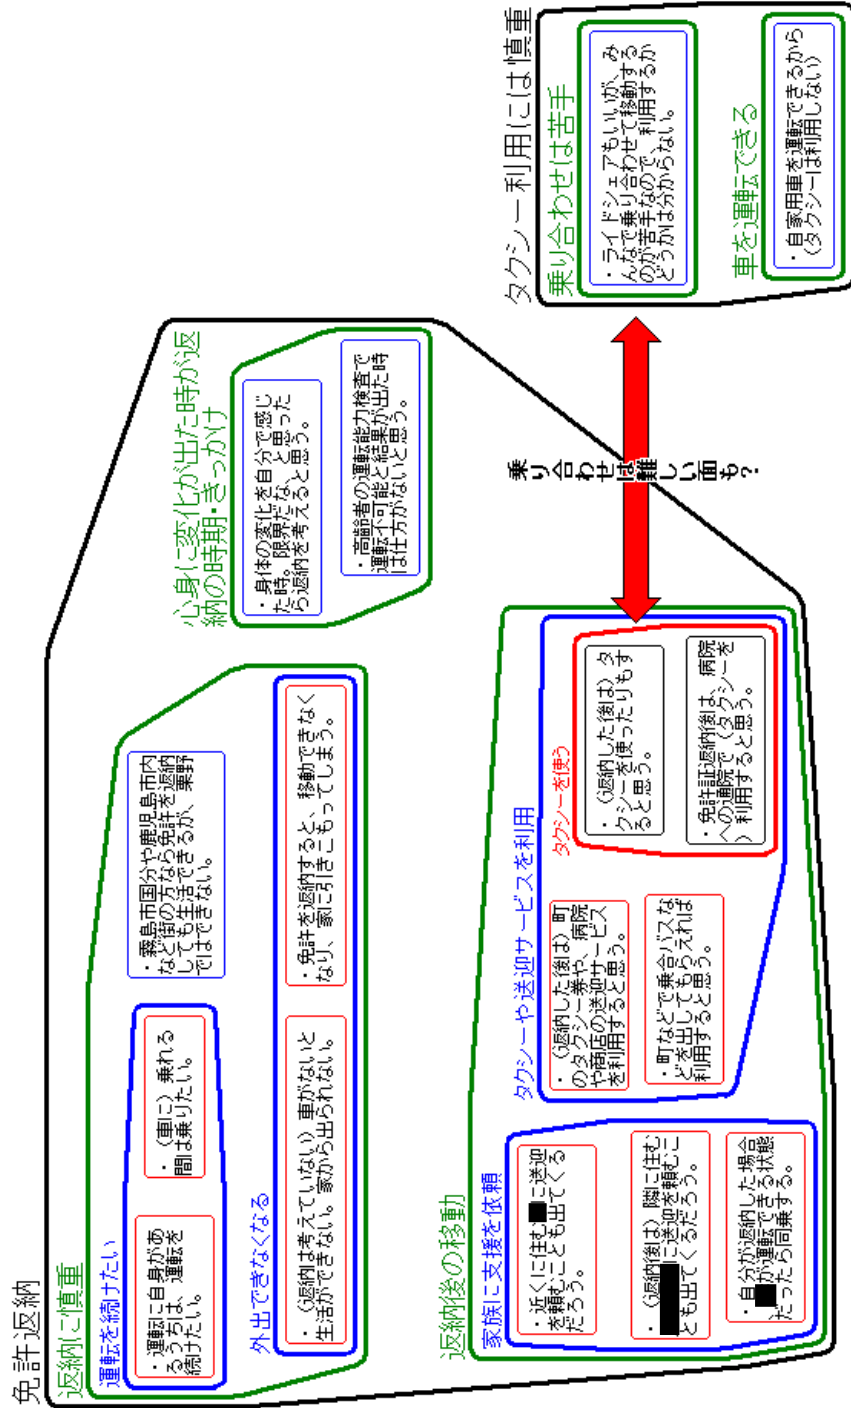 免許返納
返納に慎重
運転を続けたい
・運転に自身があ
るうちは、運転を
続けたい。
・（車に）乗れる
間は乗りたい。
・霧島市国分や鹿児島市内
など街の方なら免許を返納
しても生活できるが、栗野
ではできない。
外出できなくなる
・（返納は考えていない）車がないと
生活ができない。家から出られない。
・免許を返納すると、移動できなく
なり、家に引きこもってしまう。
心身に変化が出た時が返
納の時期・きっかけ
・身体の変化を自分で感じ
た時。限界だな、と思った
ら返納を考えると思う。
・高齢者の運転能力検査で
運転不可能と結果が出た時
は仕方がないと思う。
返納後の移動
家族に支援を依頼
・近くに住む に送迎
を頼むことも出てくる
だろう。
・（返納後は）隣に住む
に送迎を頼むこ
とも出てくるだろう。
・自分が返納した場合
が運転できる状態
だったら同乗する。
タクシーや送迎サービスを利用
・（返納した後は）町
のタクシー券や、病院
や商店の送迎サービス
を利用すると思う。
・町などで乗合バスな
どを出してもらえれば
利用すると思う。
タクシーを使う
・（返納した後は）タ
クシーを使ったりもす
ると思う。
・免許証返納後は、病院
への通院で（タクシーを
）利用すると思う。
乗り合わせは難しい面も？
タクシー利用には慎重
乗り合わせは苦手
・ライドシェアもいいが、み
んなで乗り合わせて移動する
のが苦手なので、利用するか
どうかは分からない。
車を運転できる
・自家用車を運転できるから
（タクシーは利用しない）